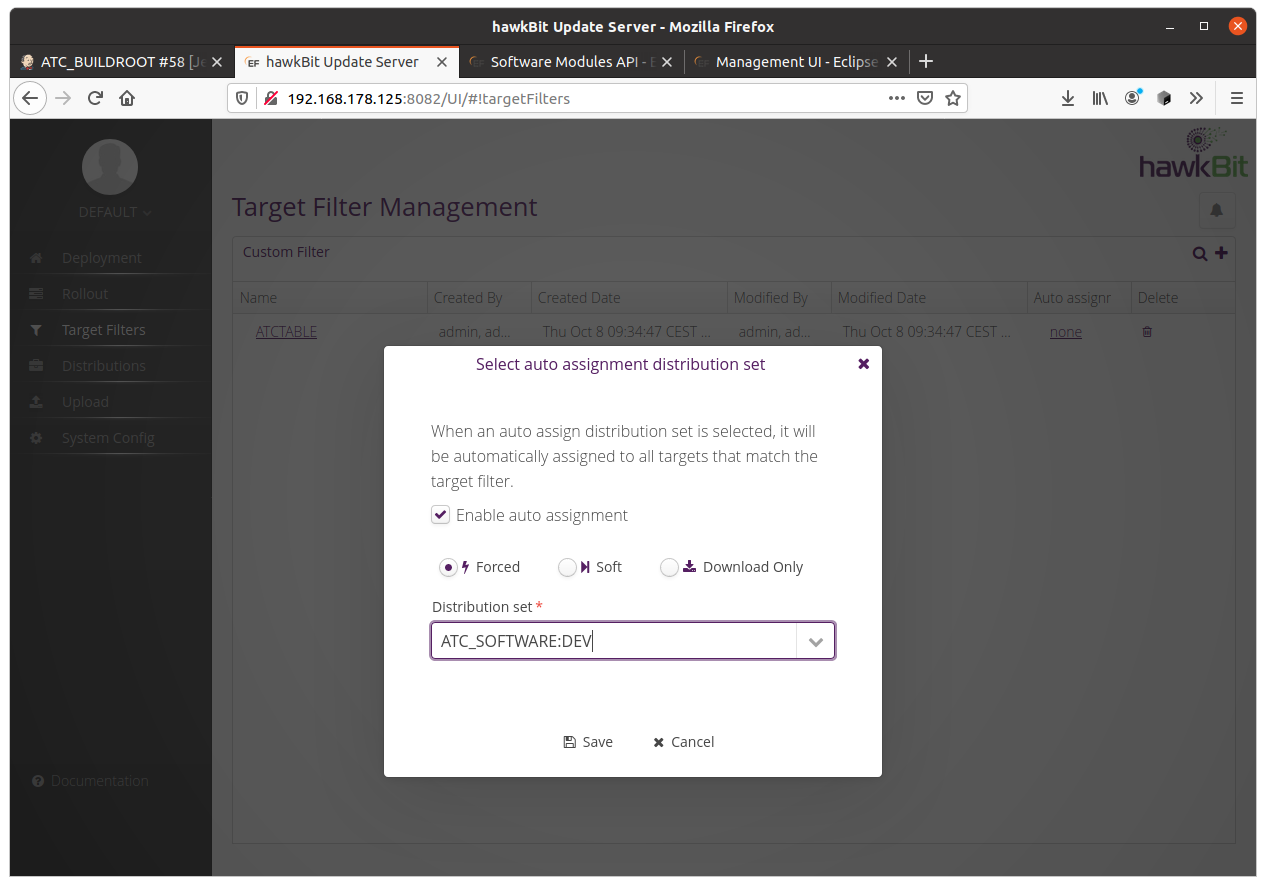 hawkBit Update Server - Mozilla Firefox
ATC_BUILDROOT #58 [Je
EF hawkBit Update Server
Software Modules API - E
Management UI - Eclipse
192.168.178.125:8082/UI/#!targetFilters
hawkBit
DEFAULT
Target Filter Management
Deployment
Rollout
Target Filters
Distributions
Upload
System Config
Documentation
Custom Filter
Name Created By Created Date Modified By Modified Date Auto assignr Delete
ATCTABLE admin, ad... Thu Oct 8 09:34:47 CEST ... admin, ad... Thu Oct 8 09:34:47 CEST ... none
Select auto assignment distribution set
When an auto assign distribution set is selected, it will
be automatically assigned to all targets that match the
target filter.
Enable auto assignment
Forced Soft Download Only
Distribution set *
ATC_SOFTWARE:DEV
Save Cancel